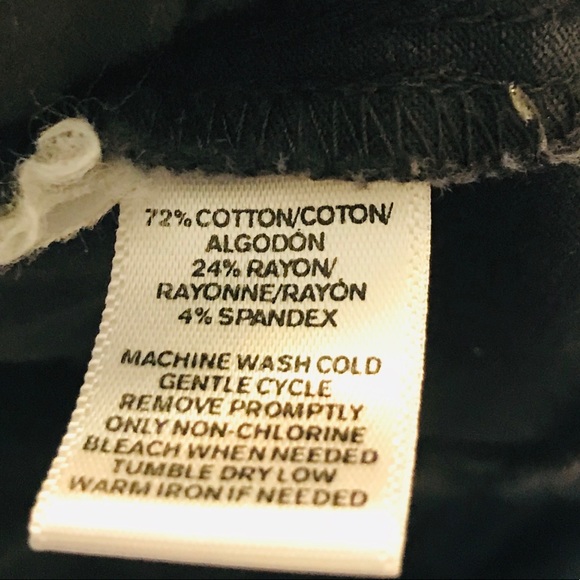 72% COTTON/COTON/
ALGODÓN
24% RAYON/
RAYONNE/RAYÓN
4% SPANDEX
MACHINE WASH COLD
GENTLE CYCLE
REMOVE PROMPTLY
ONLY NON-CHLORINE
BLEACH WHEN NEEDED
TUMBLE DRY LOW
WARM IRON IF NEEDED